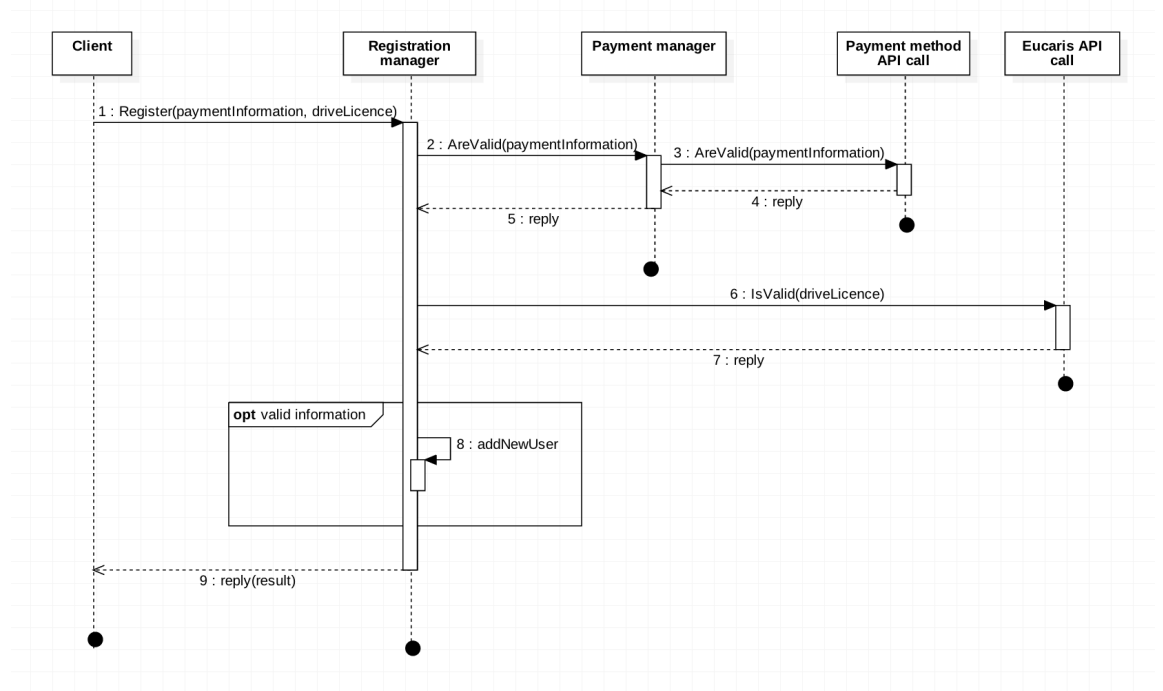 Client
Registration
manager
Payment manager
Payment method
API call
Eucaris API
call
1 : Register(paymentInformation, driveLicence)
2 : AreValid(paymentInformation)
3 : AreValid(paymentInformation)
4 : reply
5 : reply
6 : IsValid(driveLicence)
7 : reply
opt valid information
8 : addNewUser
9 : reply(result)